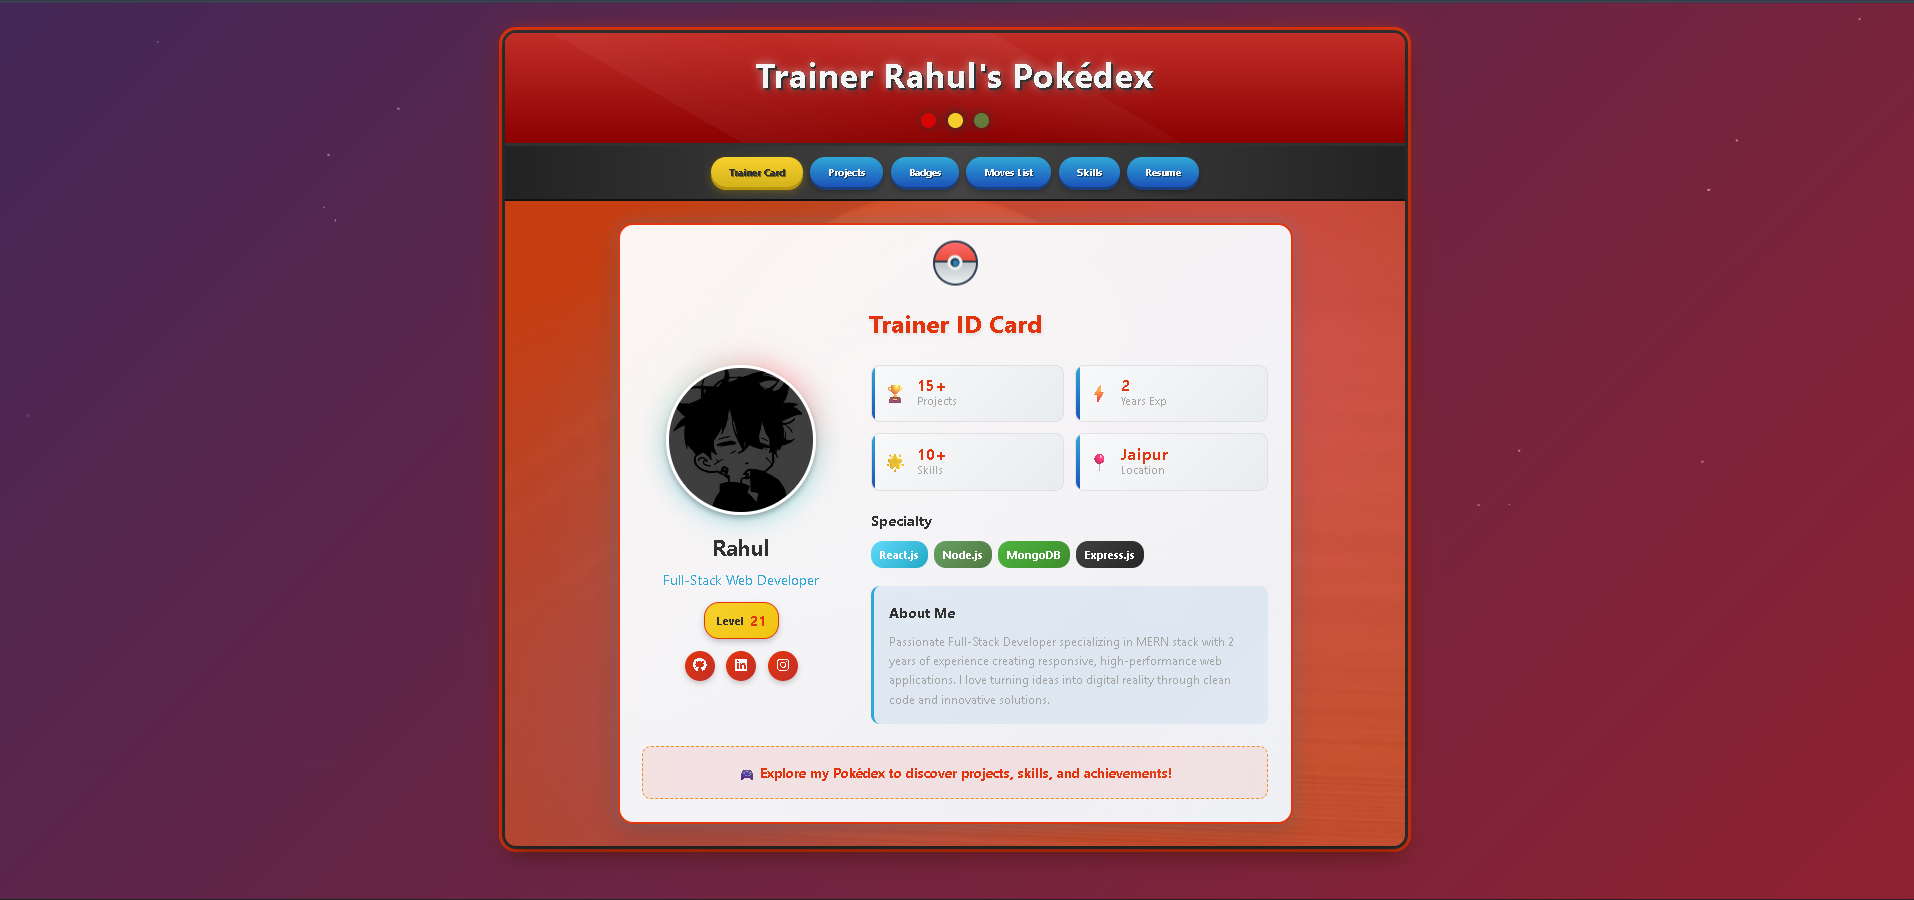 Trainer Rahul's Pokédex
Trainer Card
Projects
Badges
Moves List
Skills
Resume
Trainer ID Card
15+
Projects
2
Years Exp
10+
Skills
Jaipur
Location
Rahul
Full-Stack Web Developer
Level 21
Specialty
React.js
Node.js
MongoDB
Express.js
About Me
Passionate Full-Stack Developer specializing in MERN stack with 2
years of experience creating responsive, high-performance web
applications. I love turning ideas into digital reality through clean
code and innovative solutions.
Explore my Pokédex to discover projects, skills, and achievements!